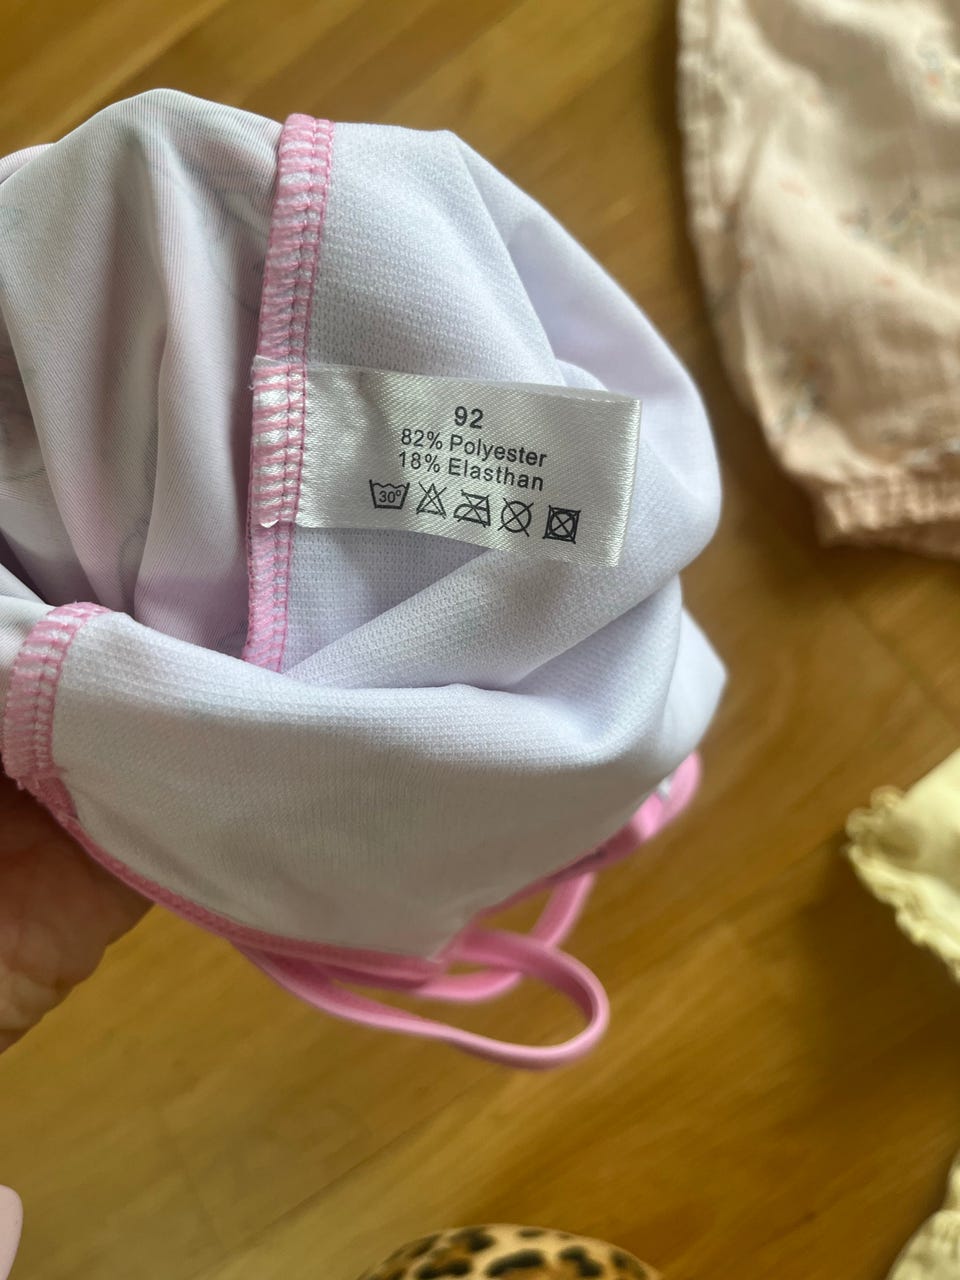 92
82% Polyester
18% Elasthan
30°